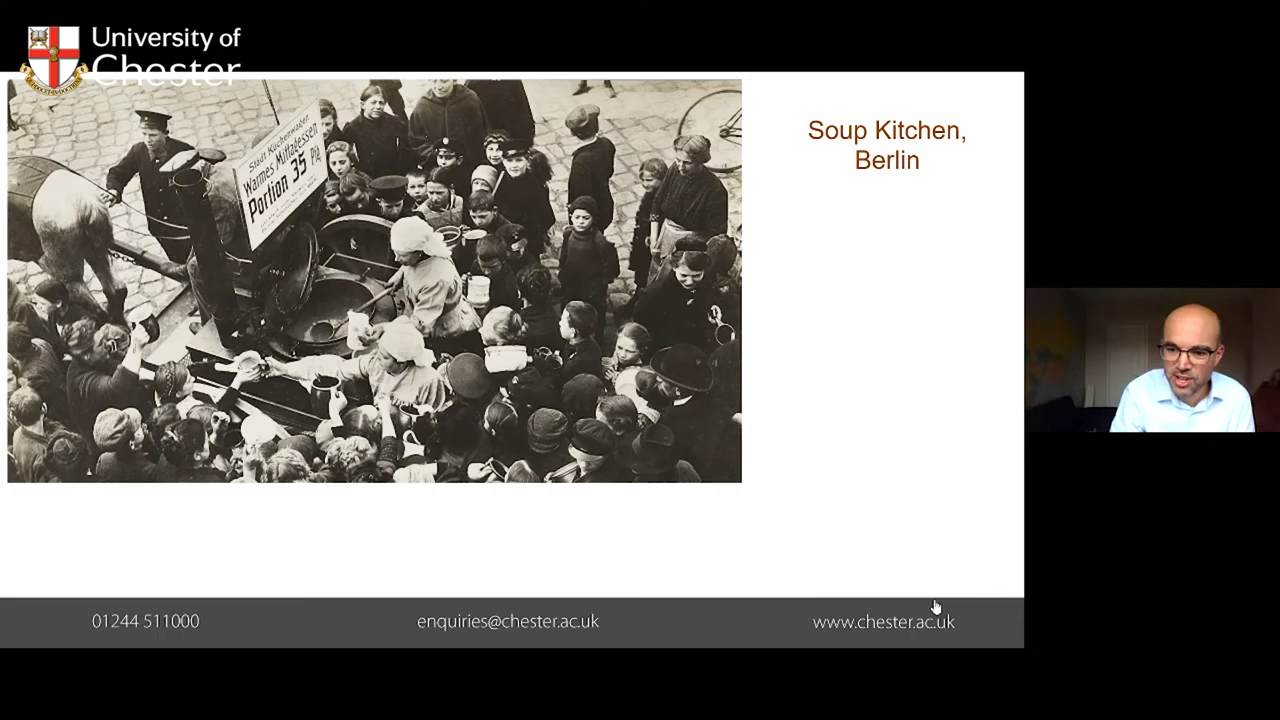 University of
Chester
Städt. Küchenwagen
Warmes Mittagessen
Portion 35 Pfg
Soup Kitchen,
Berlin
01244 511000
enquiries@chester.ac.uk
www.chester.ac.uk